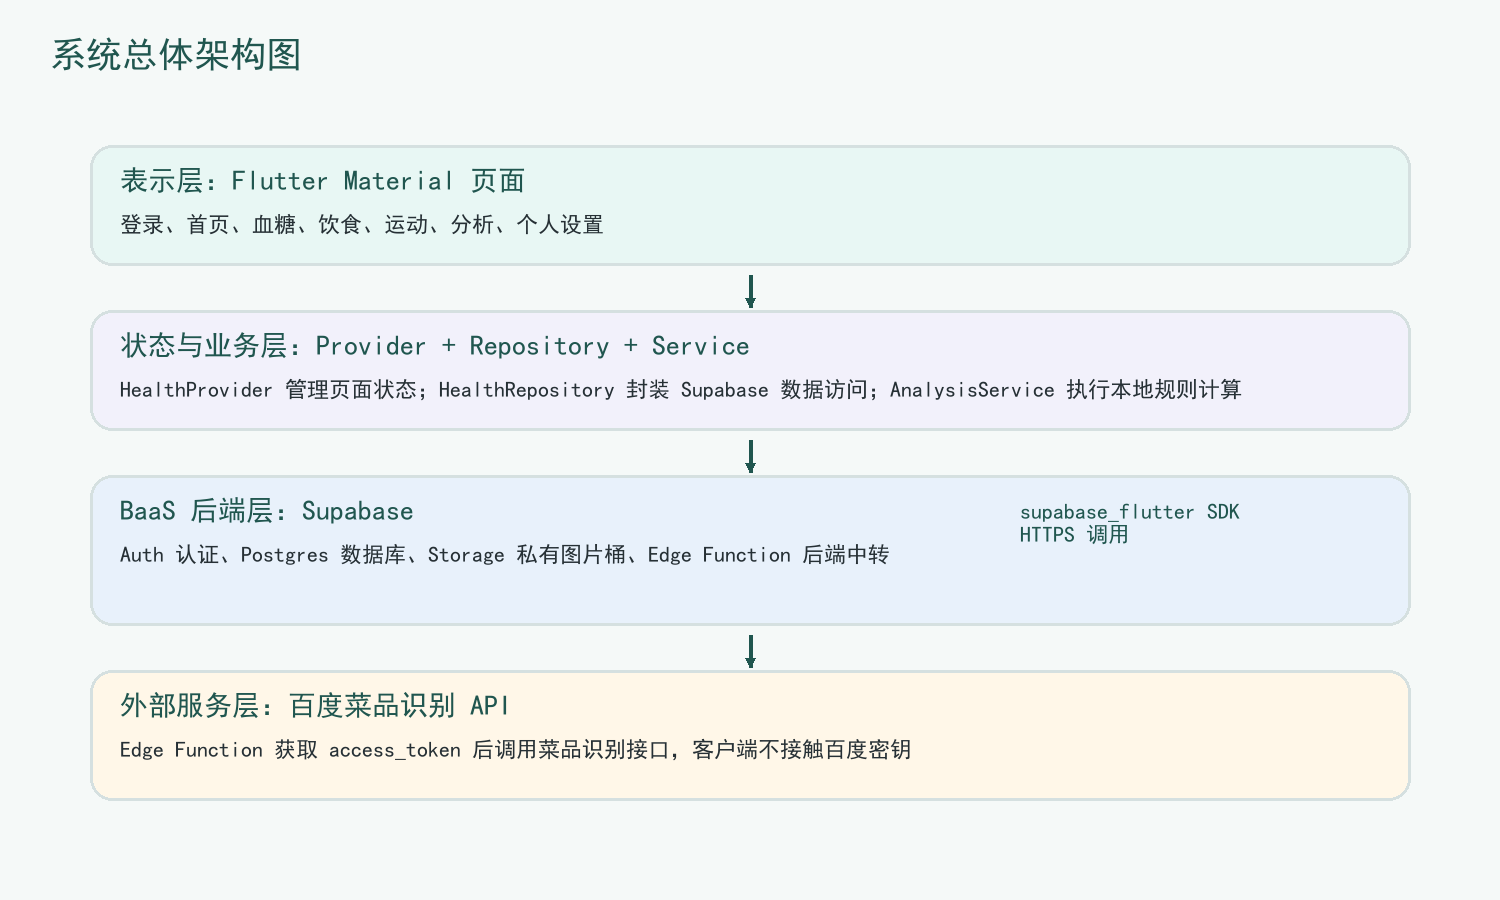 系统总体架构图
表示层：Flutter Material 页面
登录、首页、血糖、饮食、运动、分析、个人设置
状态与业务层：Provider + Repository + Service
HealthProvider 管理页面状态；HealthRepository 封装 Supabase 数据访问；AnalysisService 执行本地规则计算
BaaS 后端层：Supabase
Auth 认证、Postgres 数据库、Storage 私有图片桶、Edge Function 后端中转
supabase_flutter SDK
HTTPS 调用
外部服务层：百度菜品识别 API
Edge Function 获取 access_token 后调用菜品识别接口，客户端不接触百度密钥